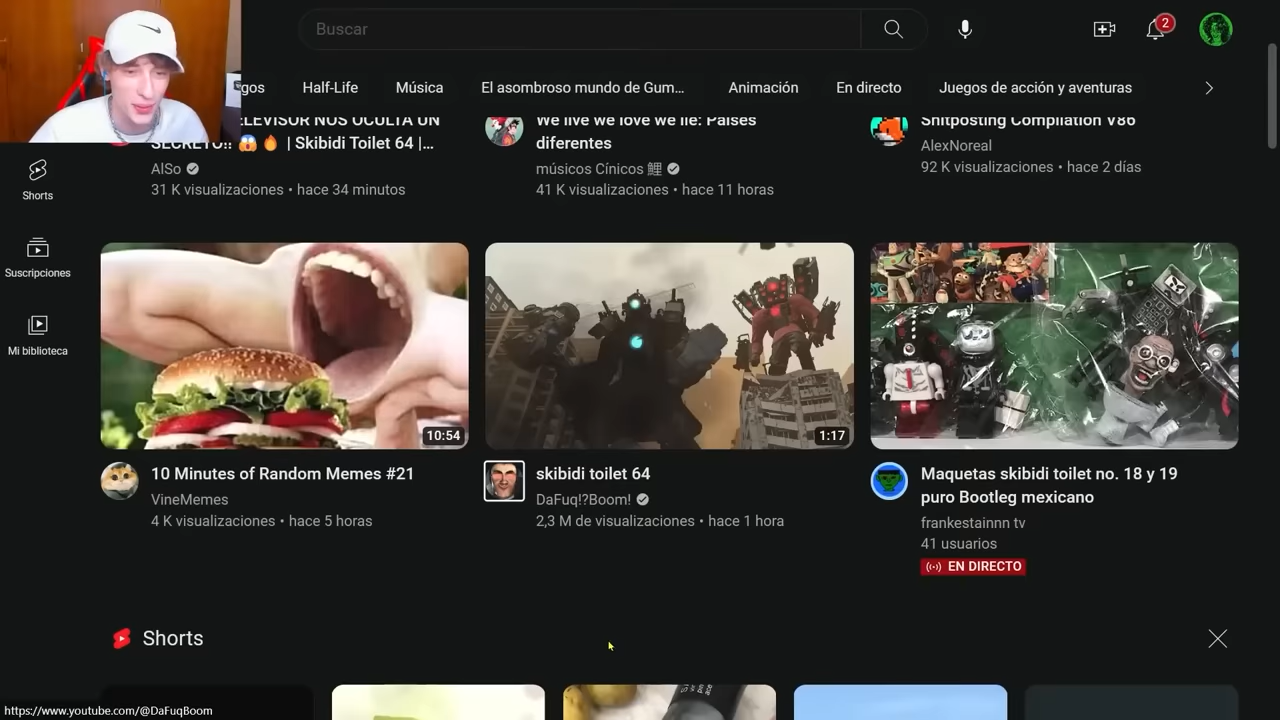 Buscar
2
gos
Half-Life
Música
El asombroso mundo de Gum...
Animación
En directo
Juegos de acción y aventuras
ELEVISOR NOS OCULTA UN
SECRETO!! 😱🔥 | Skibidi Toilet 64 |...
AlSo
31 K visualizaciones • hace 34 minutos
We live we love we lie: Países
diferentes
músicos Cínicos 鯉
41 K visualizaciones • hace 11 horas
Shitposting Compilation V86
AlexNoreal
92 K visualizaciones • hace 2 días
Shorts
Suscripciones
Mi biblioteca
10:54
1:17
10 Minutes of Random Memes #21
VineMemes
4 K visualizaciones • hace 5 horas
skibidi toilet 64
DaFuq!?Boom!
2,3 M de visualizaciones • hace 1 hora
Maquetas skibidi toilet no. 18 y 19
puro Bootleg mexicano
frankestainnn tv
41 usuarios
EN DIRECTO
Shorts
https://www.youtube.com/@DaFuqBoom